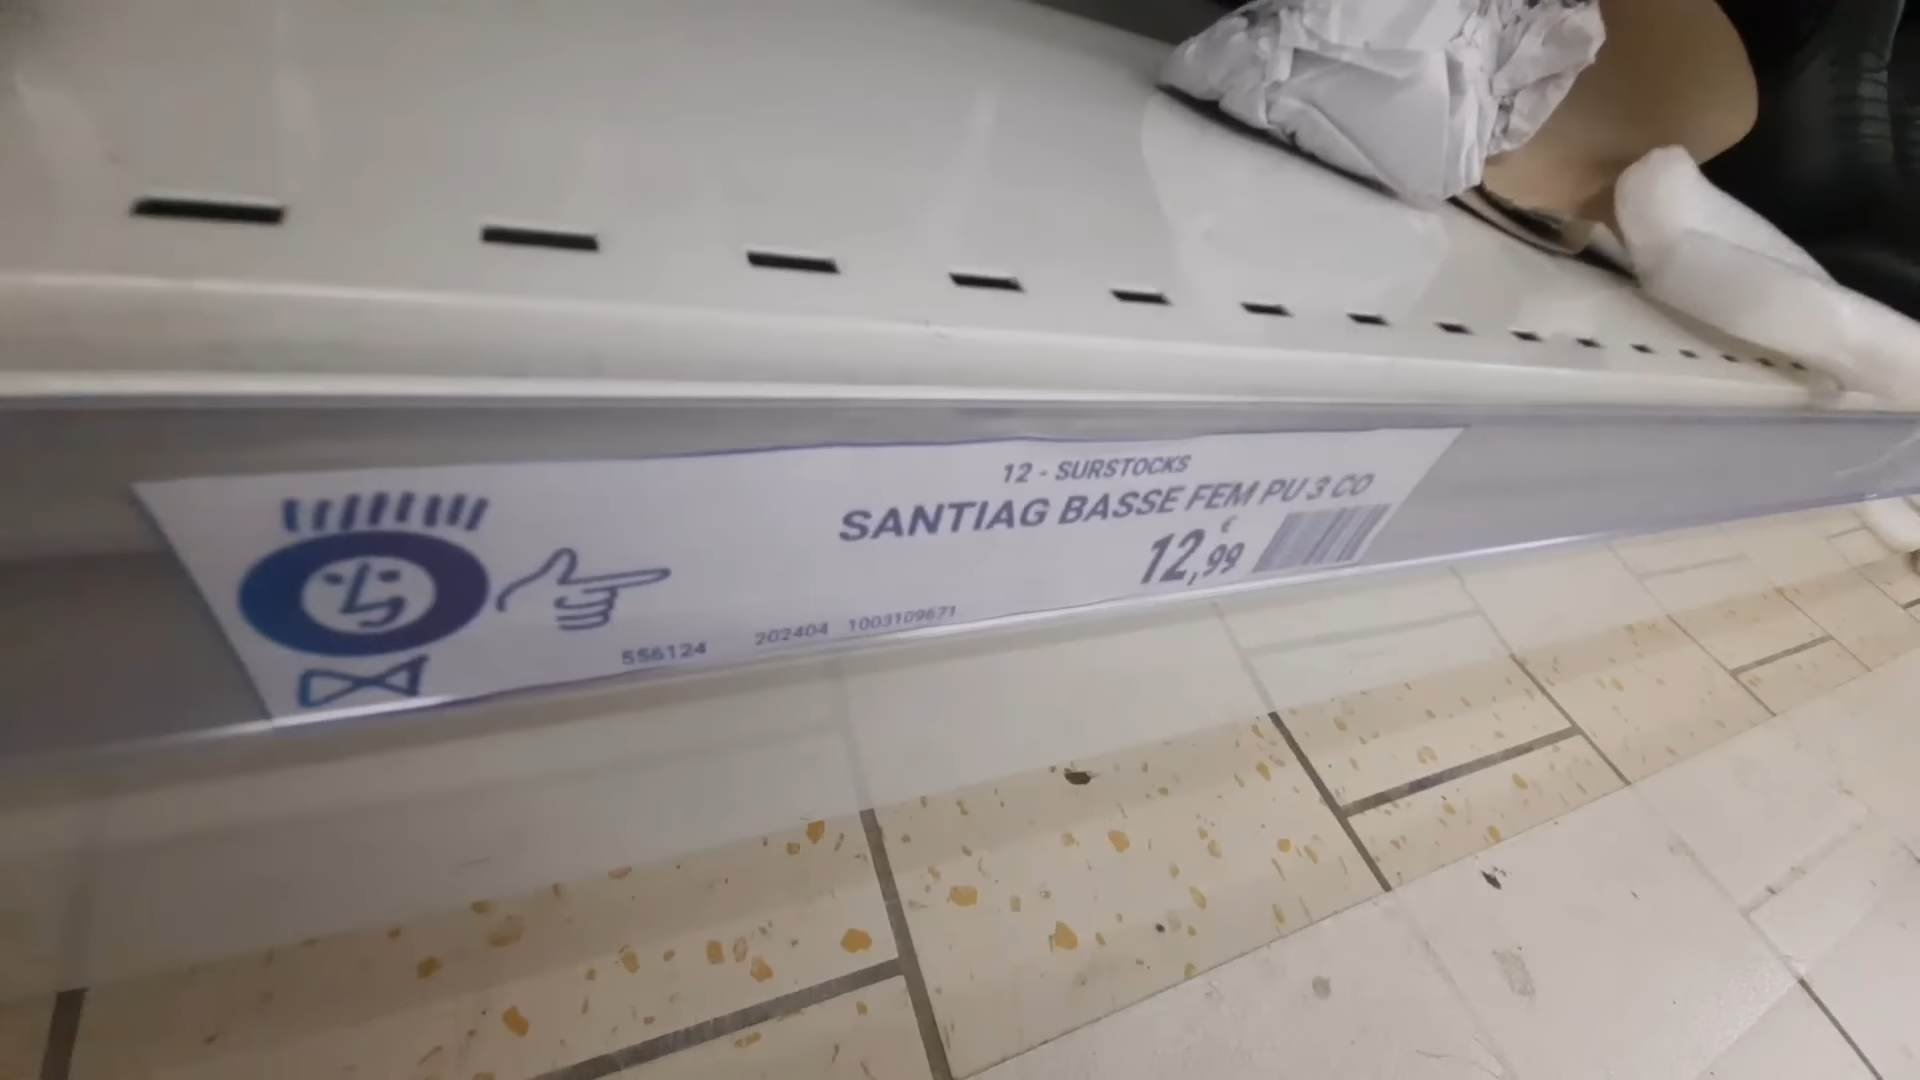 12 - SURSTOCKS
SANTIAG BASSE FEM PU 3 CO
12,99 €
556124 202404 1003109671